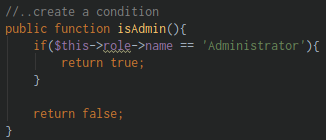 //..create a condition
public function isAdmin(){
if($this->role->name == 'Administrator'){
return true;
}
return false;
}